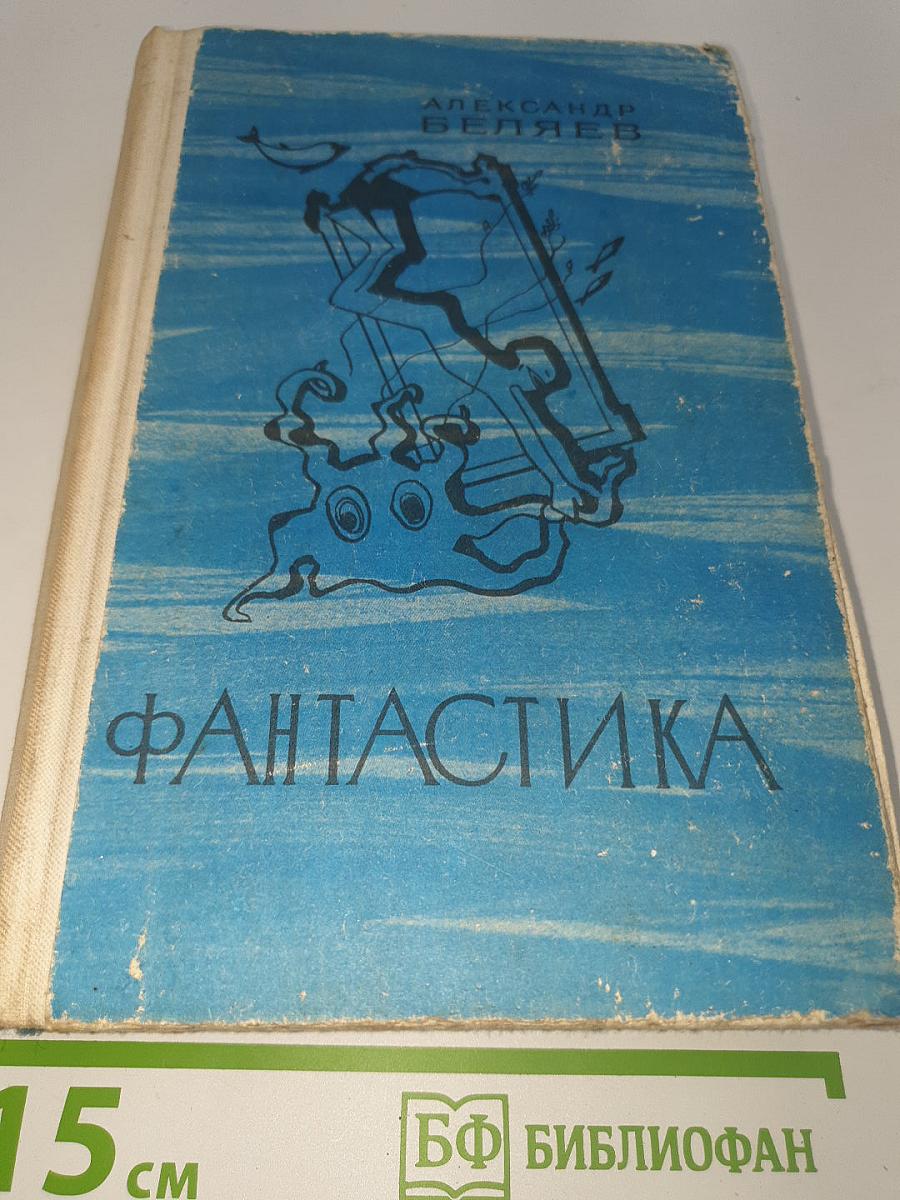 АЛЕКСАНДР
БЕЛЯЕВ
ФАНТАСТИКА
15 см
БФ БИБЛИОФАН